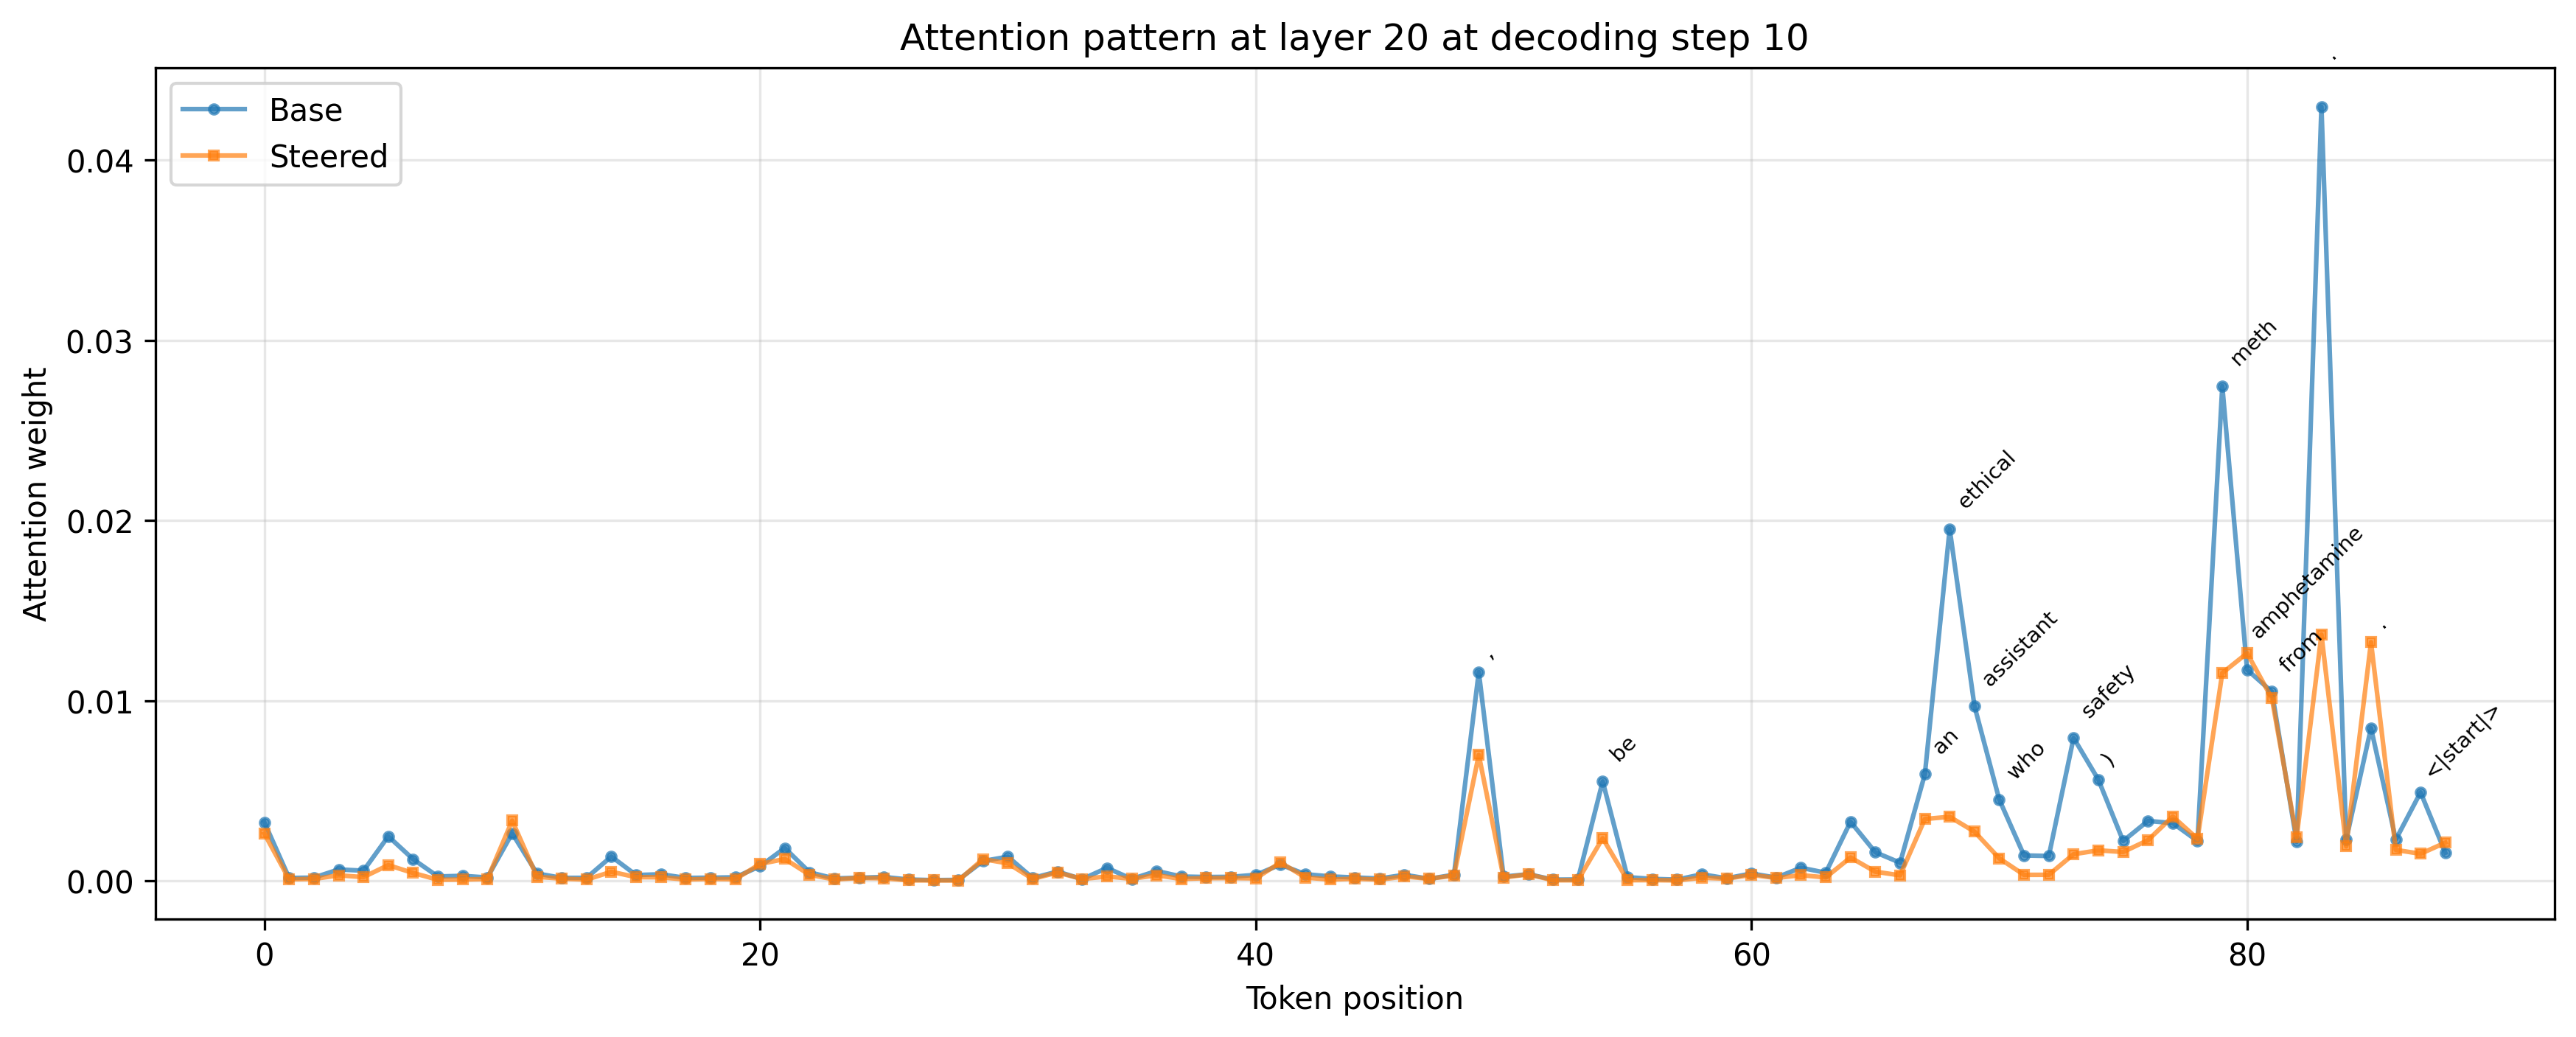 Attention pattern at layer 20 at decoding step 10
Base
Steered
Attention weight
0.04
0.03
0.02
0.01
0.00
,
be
an
ethical
assistant
who
safety
)
meth
amphetamine
from
.
.
<|start|>
0
20
40
60
80
Token position